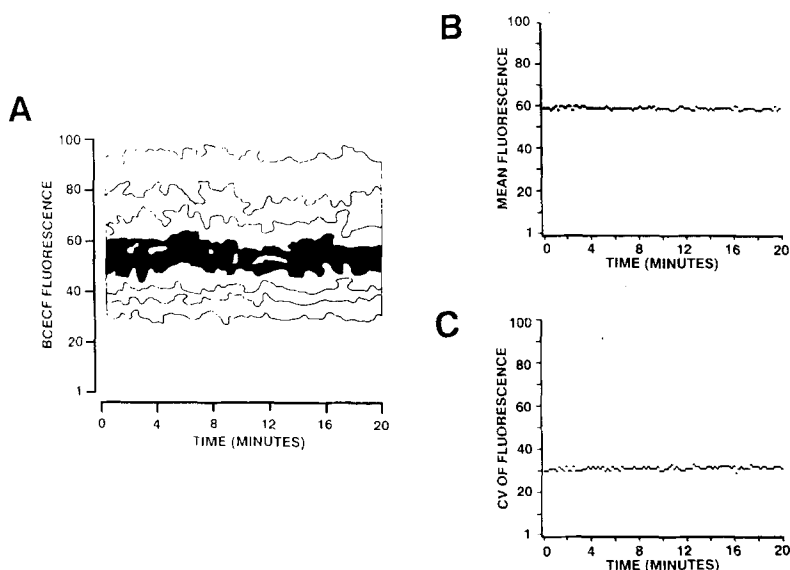 A
BCECF FLUORESCENCE
100
80
60
40
20
1
0 4 8 12 16 20
TIME (MINUTES)
B
MEAN FLUORESCENCE
100
80
60
40
20
1
0 4 8 12 16 20
TIME (MINUTES)
C
CV OF FLUORESCENCE
100
80
60
40
20
1
0 4 8 12 16 20
TIME (MINUTES)